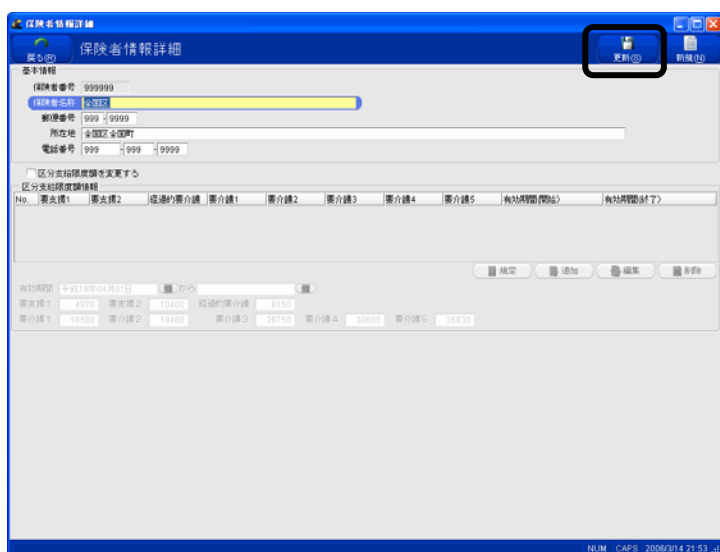 保険者情報詳細
戻る(R) 保険者情報詳細 更新(S) 新規(N)
基本情報
保険者番号 999999
保険者名称 全国区
郵便番号 999 - 9999
所在地 全国区全国町
電話番号 999 - 999 - 9999
区分支給限度額を変更する
区分支給限度額情報
No. 要支援1 要支援2 経過的要介護 要介護1 要介護2 要介護3 要介護4 要介護5 有効期間(開始) 有効期間(終了)
規定 追加 編集 削除
有効期間 平成18年04月01日 から
要支援1 4970 要支援2 10400 経過的要介護 6150
要介護1 16580 要介護2 19480 要介護3 26750 要介護4 30600 要介護5 35830
NUM CAPS 2006/3/14 21:53